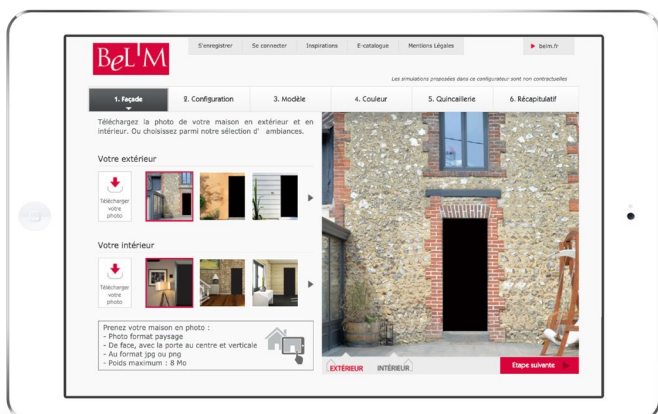 BEL'M
S'enregistrer Se connecter Inspirations E-catalogue Mentions Légales belm.fr
Les simulations proposées dans ce configurateur sont non contractuelles
1. Façade 2. Configuration 3. Modèle 4. Couleur 5. Quincaillerie 6. Récapitulatif
Téléchargez la photo de votre maison en extérieur et en
intérieur. Ou choisissez parmi notre sélection d' ambiances.
Votre extérieur
Télécharger
votre
photo
Votre intérieur
Télécharger
votre
photo
Prenez votre maison en photo :
- Photo format paysage
- De face, avec la porte au centre et verticale
- Au format jpg ou png
- Poids maximum : 8 Mo
EXTÉRIEUR INTÉRIEUR
Etape suivante